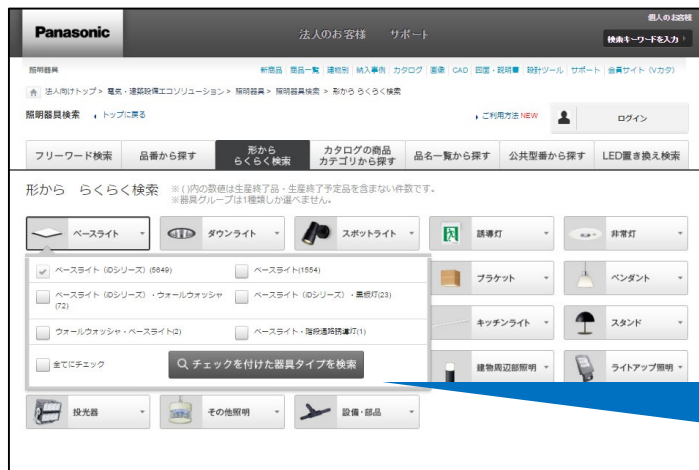 個人のお客様
Panasonic
法人のお客様 サポート
検索キーワードを入力
照明器具
新商品 商品一覧 建物別 納入事例 カタログ 画像 CAD 図面・説明書 設計ツール サポート 会員サイト (Vカタ)
法人向けトップ > 電気・建築設備エコソリューション > 照明器具 > 照明器具検索 > 形から らくらく検索
照明器具検索 トップに戻る
ご利用方法 NEW
ログイン
フリーワード検索
品番から探す
形から
らくらく検索
カタログの商品
カテゴリから探す
品名一覧から探す
公共型番から探す
LED置き換え検索
形から らくらく検索
※ ( )内の数値は生産終了品・生産終了予定品を含まない件数です。
※器具グループは1種類しか選べません。
ベースライト
ダウンライト
スポットライト
誘導灯
非常灯
ベースライト (iDシリーズ) (5649)
ベースライト(1554)
ブラケット
ペンダント
ベースライト (iDシリーズ)・ウォールウォッシャ
(72)
ベースライト (iDシリーズ)・黒板灯(23)
キッチンライト
スタンド
ウォールウォッシャ・ベースライト(2)
ベースライト・階段通路誘導灯(1)
全てにチェック
チェックを付けた器具タイプを検索
建物周辺部照明
ライトアップ照明
投光器
その他照明
設備・部品